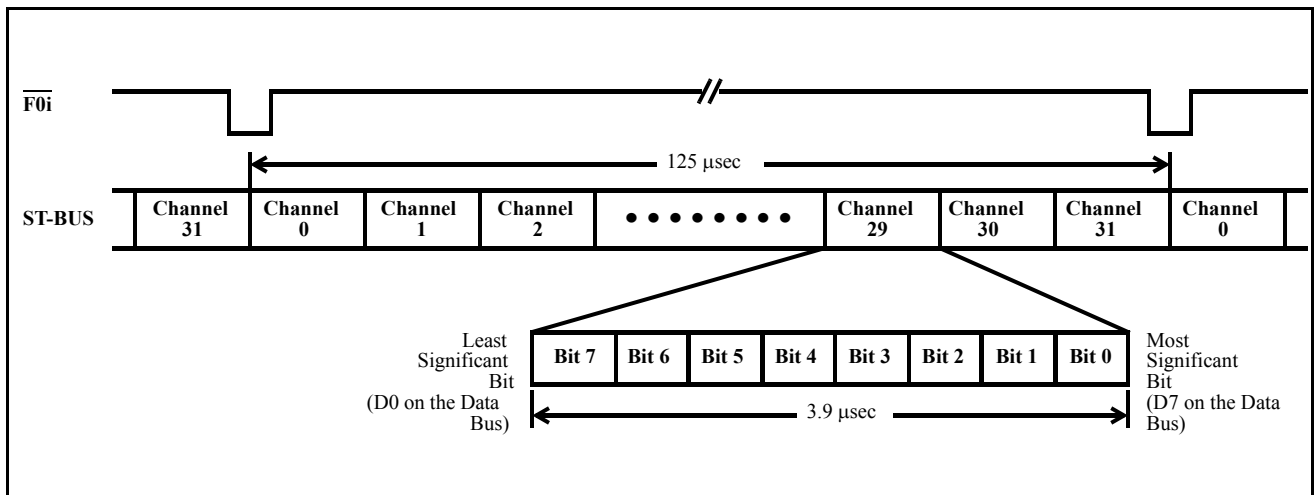 F0i
125 µsec
ST-BUS
Channel 31
Channel 0
Channel 1
Channel 2
Channel 29
Channel 30
Channel 31
Channel 0
Least
Significant
Bit
(D0 on the Data
Bus)
Bit 7
Bit 6
Bit 5
Bit 4
Bit 3
Bit 2
Bit 1
Bit 0
Most
Significant
Bit
(D7 on the Data
Bus)
3.9 µsec